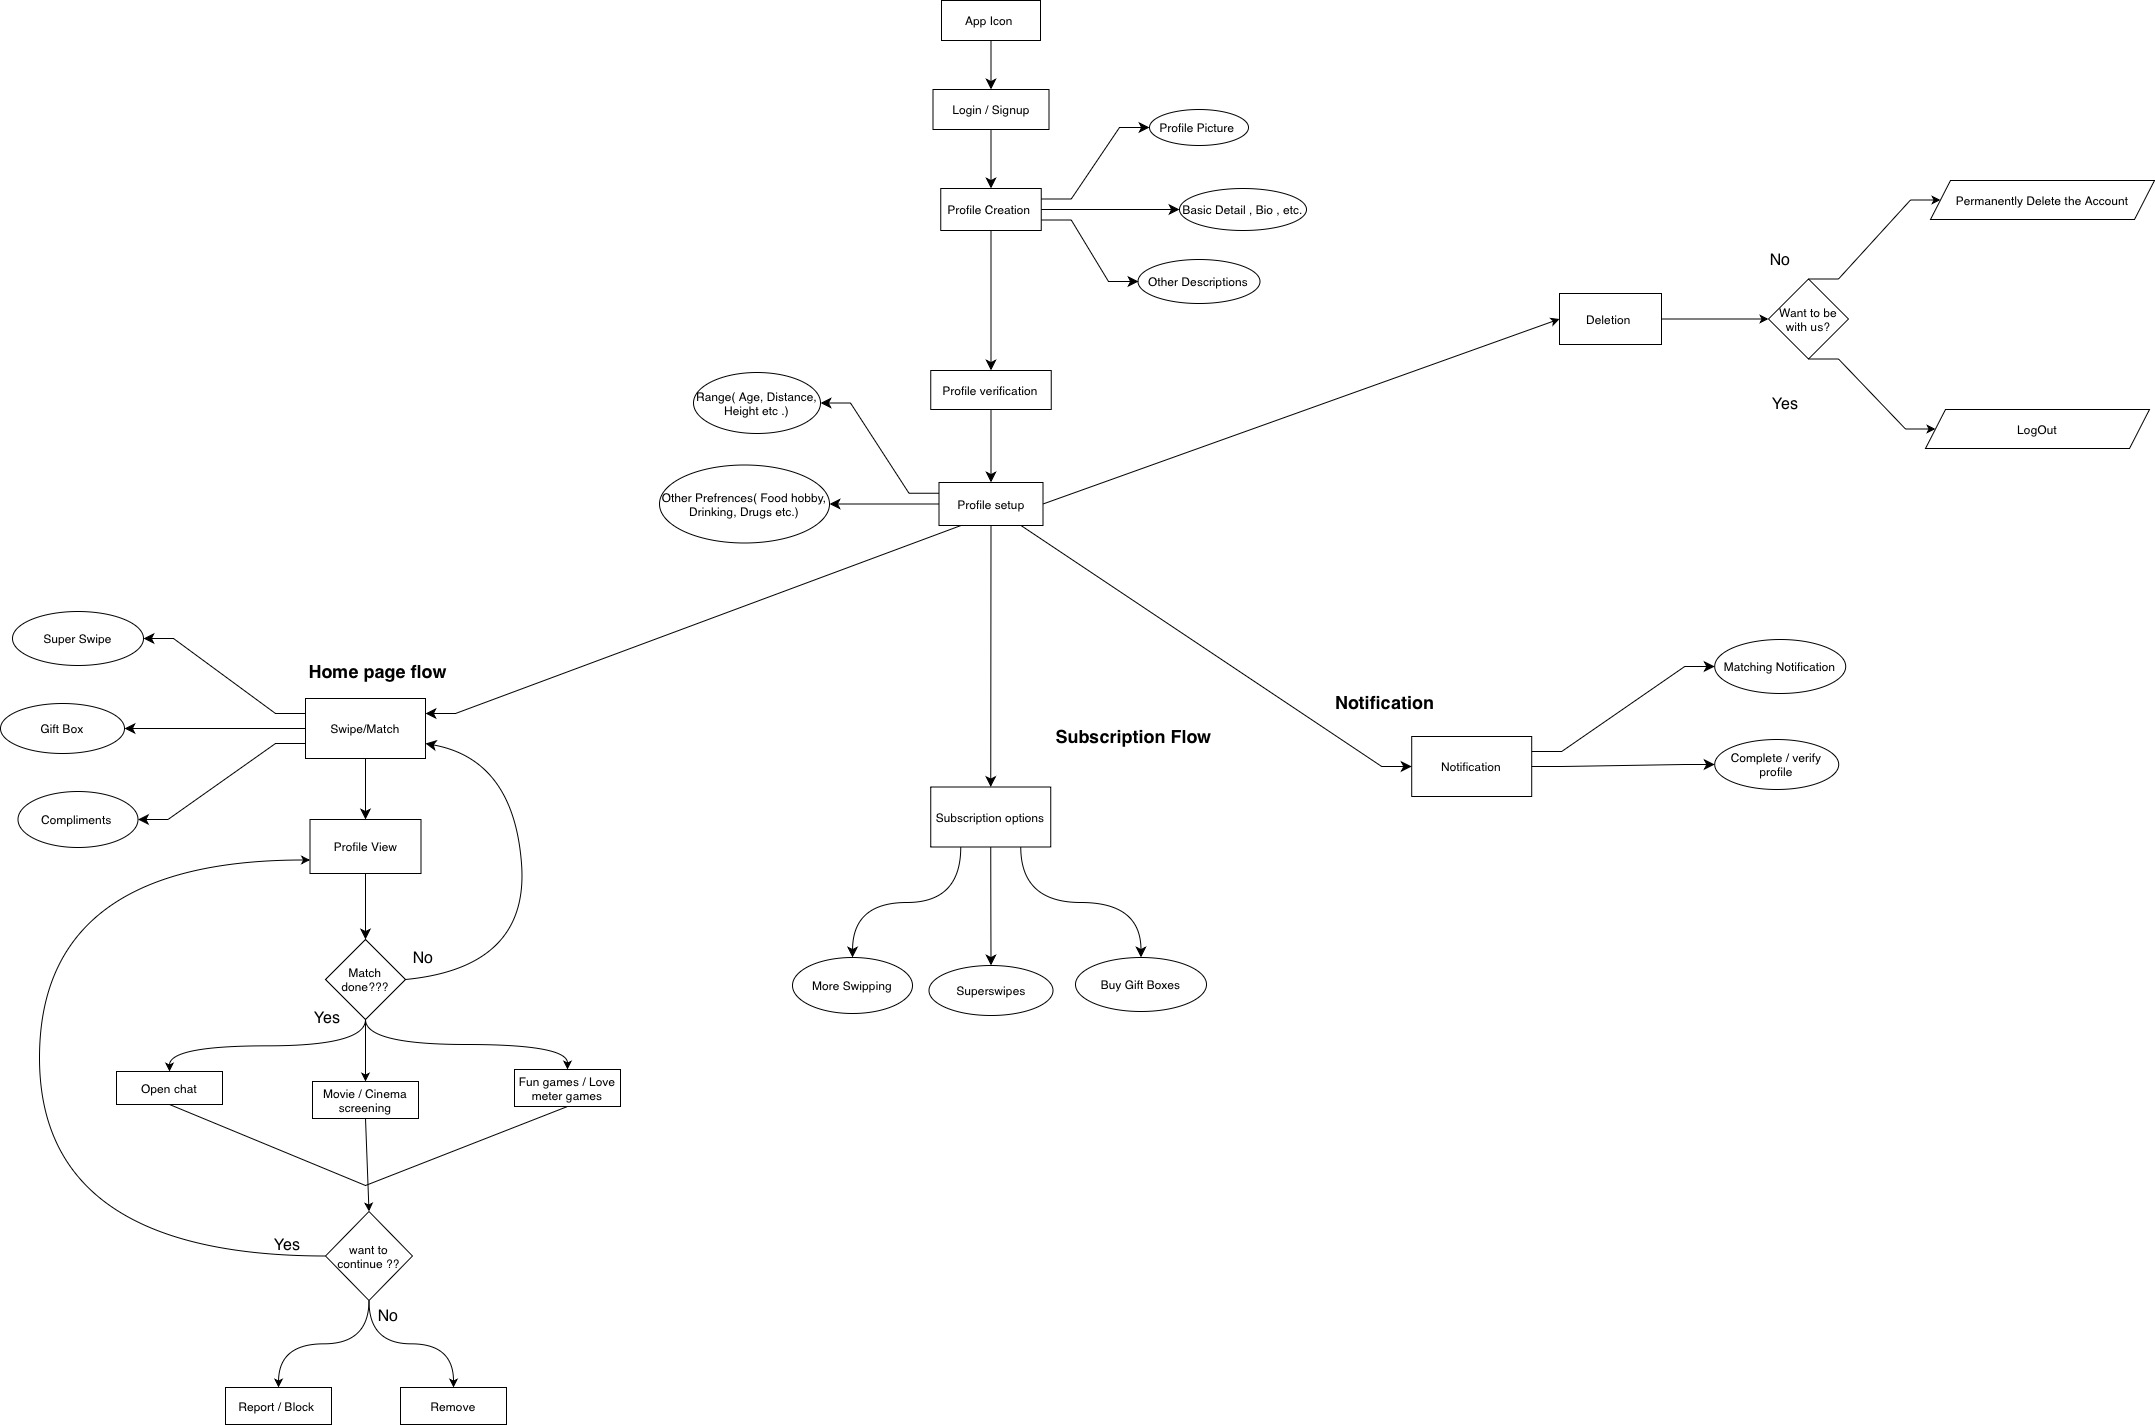 App Icon
Login / Signup
Profile Picture
Profile Creation
Basic Detail , Bio , etc.
Other Descriptions
Permanently Delete the Account
No
Deletion
Want to be
with us?
Yes
LogOut
Profile verification
Range( Age, Distance,
Height etc .)
Other Prefrences( Food hobby,
Drinking, Drugs etc.)
Profile setup
Super Swipe
Home page flow
Gift Box
Swipe/Match
Compliments
Profile View
Match
done???
No
Yes
Open chat
Movie / Cinema
screening
Fun games / Love
meter games
Yes
want to
continue ??
No
Report / Block
Remove
Subscription Flow
Subscription options
More Swipping
Superswipes
Buy Gift Boxes
Notification
Notification
Matching Notification
Complete / verify
profile